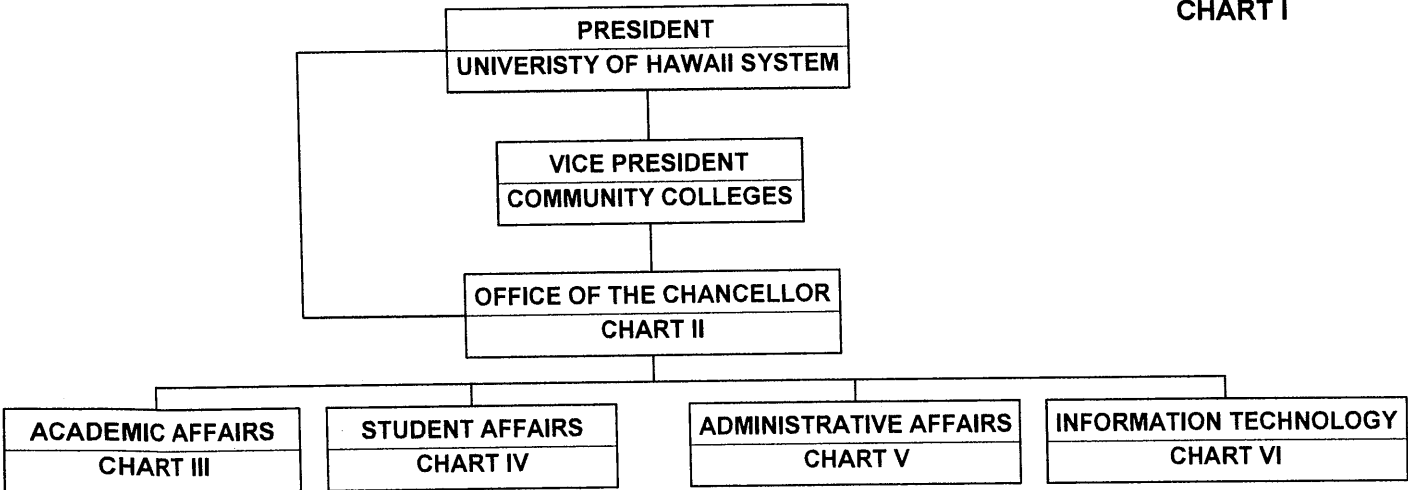 CHART I
PRESIDENT
UNIVERISTY OF HAWAII SYSTEM
VICE PRESIDENT
COMMUNITY COLLEGES
OFFICE OF THE CHANCELLOR
CHART II
ACADEMIC AFFAIRS
CHART III
STUDENT AFFAIRS
CHART IV
ADMINISTRATIVE AFFAIRS
CHART V
INFORMATION TECHNOLOGY
CHART VI